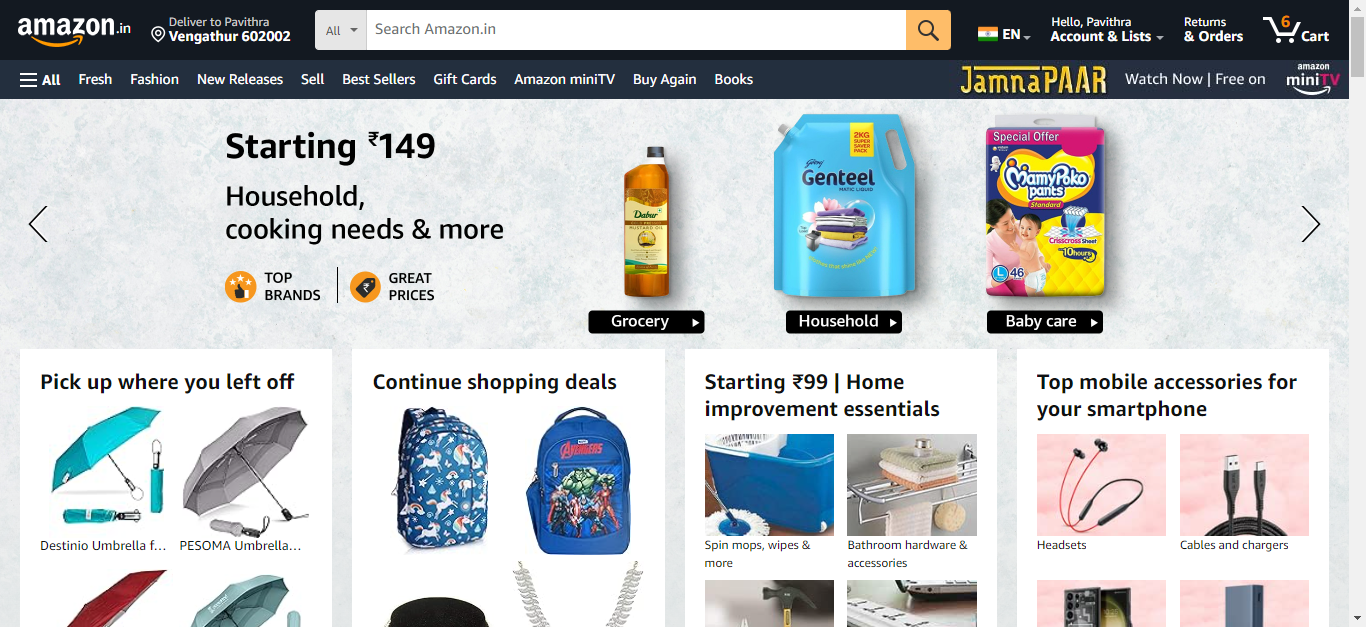 amazon.in
Deliver to Pavithra
Vengathur 602002
All
Search Amazon.in
EN
Hello, Pavithra
Account & Lists
Returns
& Orders
6
Cart
All
Fresh
Fashion
New Releases
Sell
Best Sellers
Gift Cards
Amazon miniTV
Buy Again
Books
JamnaPAAR
Watch Now | Free on
amazon
miniTV
Starting ₹149
Household,
cooking needs & more
TOP
BRANDS
GREAT
PRICES
Dabur
MUSTARD OIL
2KG
SUPER
SAVER
PACK
Godrej
Genteel
MATIC LIQUID
Special Offer
MamyPoko
pants
Standard
Crisscross Sheet
10hours
L 46
Grocery
Household
Baby care
Pick up where you left off
Destinio Umbrella f…
PESOMA Umbrella…
Continue shopping deals
AVENGERS
Starting ₹99 | Home
improvement essentials
Spin mops, wipes &
more
Bathroom hardware &
accessories
Top mobile accessories for
your smartphone
Headsets
Cables and chargers